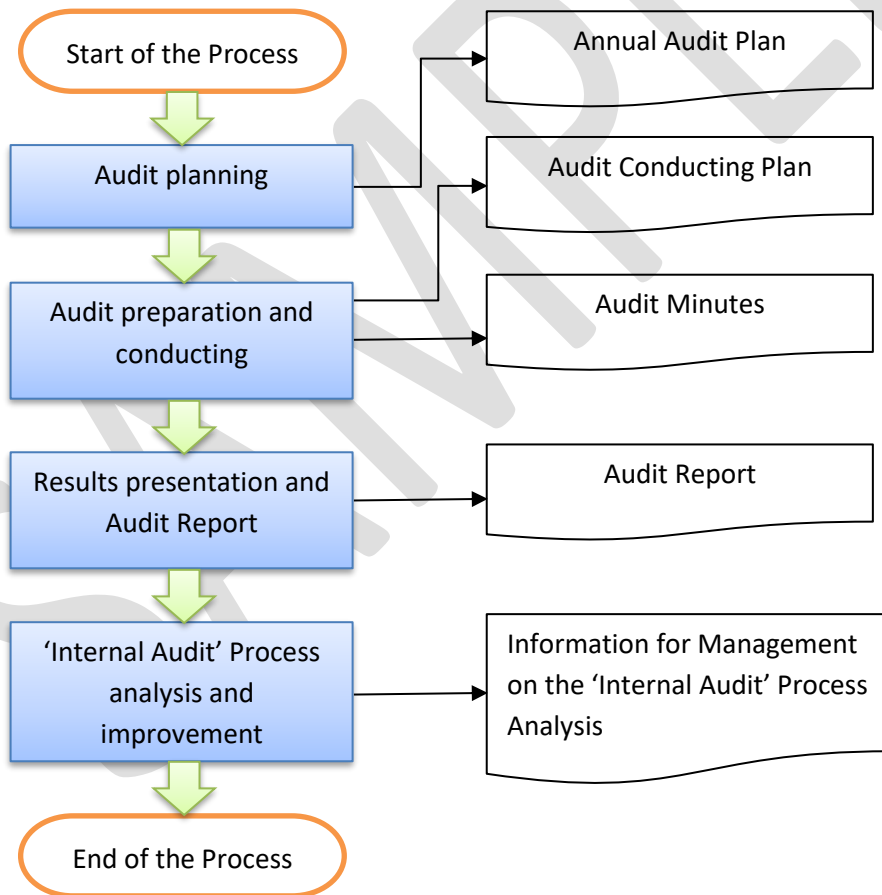 Start of the Process
Annual Audit Plan
Audit planning
Audit Conducting Plan
Audit preparation and
conducting
Audit Minutes
Results presentation and
Audit Report
Audit Report
‘Internal Audit’ Process
analysis and
improvement
Information for Management
on the ‘Internal Audit’ Process
Analysis
End of the Process
SAMPLE